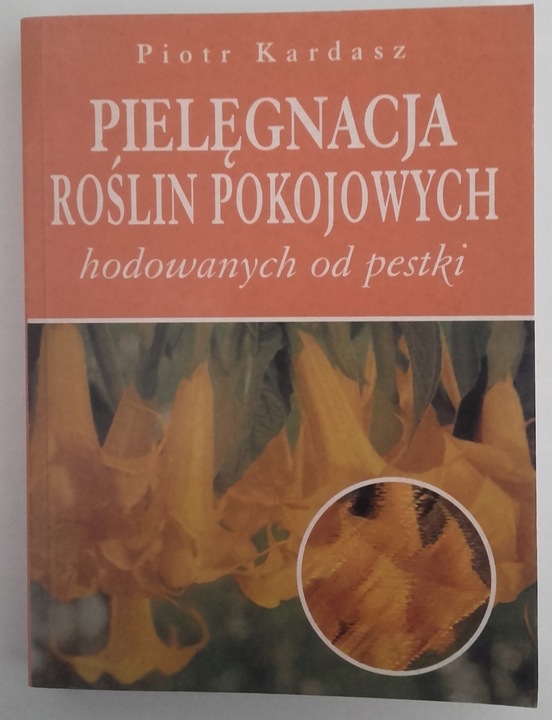 Piotr Kardasz
PIELĘGNACJA
ROŚLIN POKOJOWYCH
hodowanych od pestki